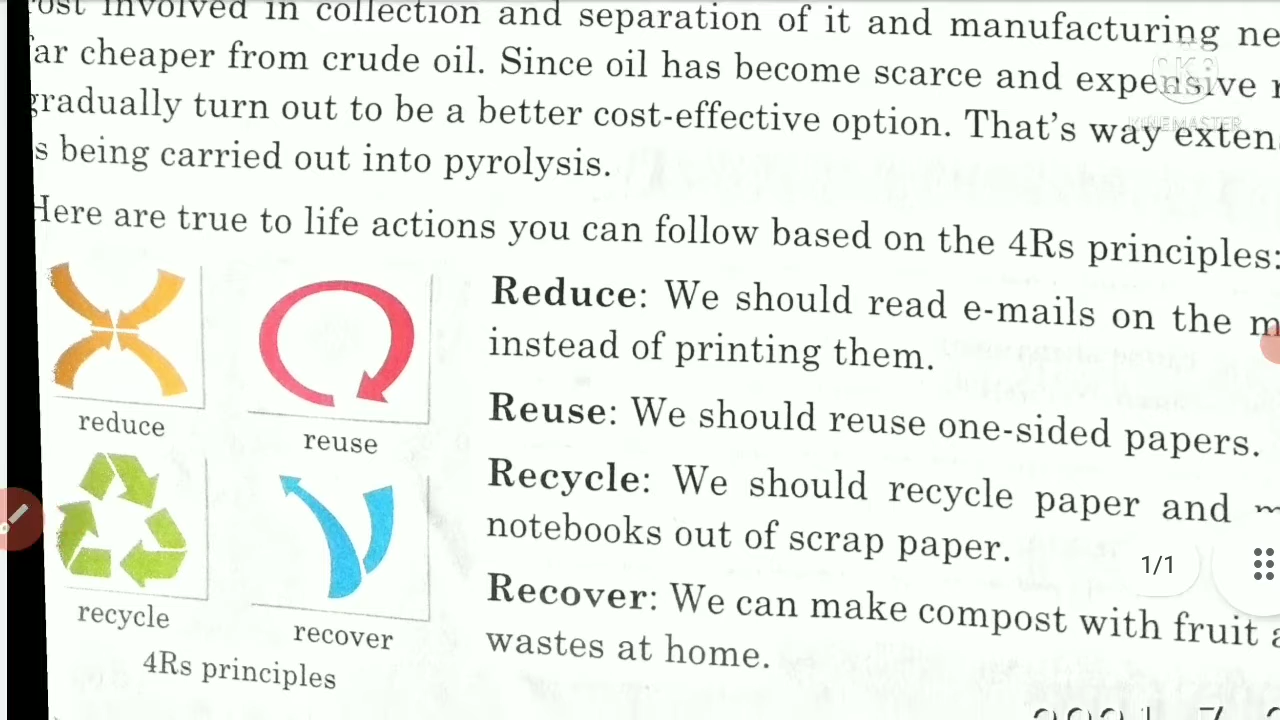 involved in collection and separation of it and manufacturing
cheaper from crude oil. Since oil has become scarce and expensive
gradually turn out to be a better cost-effective option. That's way
s being carried out into pyrolysis.
Here are true to life actions you can follow based on the 4Rs principles:
Reduce: We should read e-mails on the
instead of printing them.
Reuse: We should reuse one-sided papers.
Recycle: We should recycle paper and
notebooks out of scrap paper.
Recover: We can make compost with fruit
wastes at home.
reduce
reuse
recycle
recover
4Rs principles
KINEMASTER
1/1